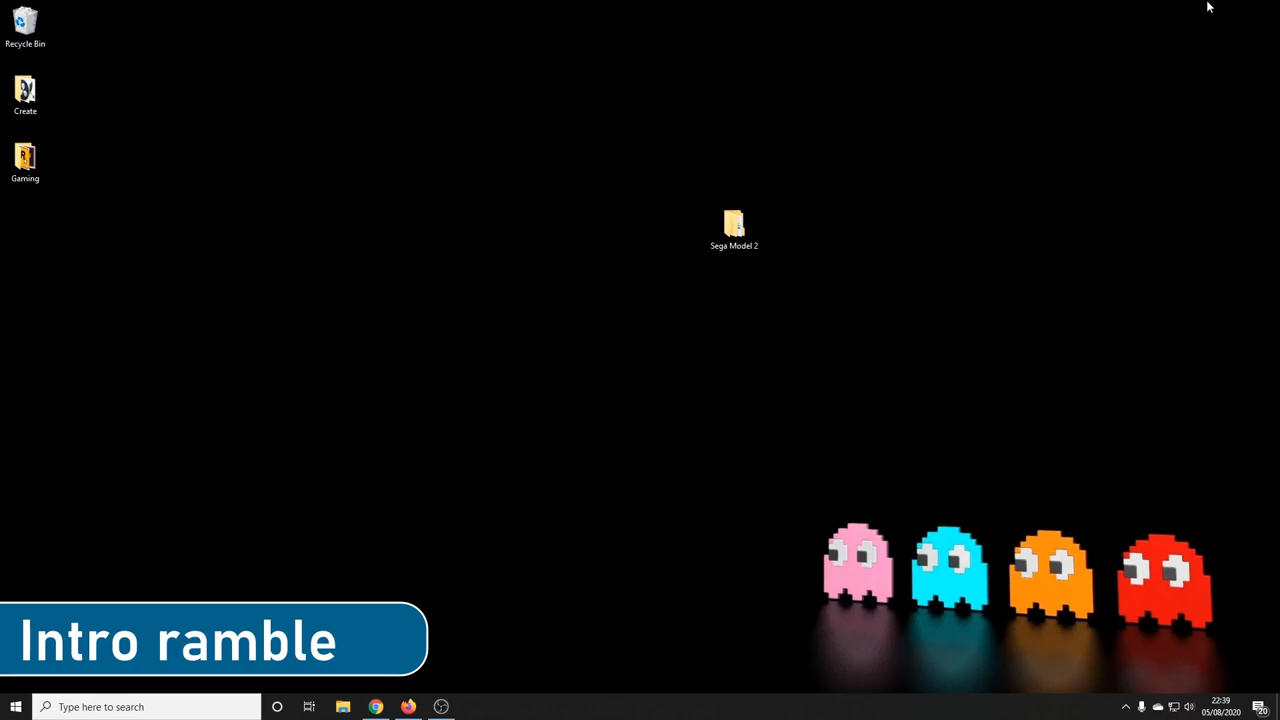 Recycle Bin
Create
Gaming
Sega Model 2
Intro ramble
Type here to search
22:39
05/08/2020
20